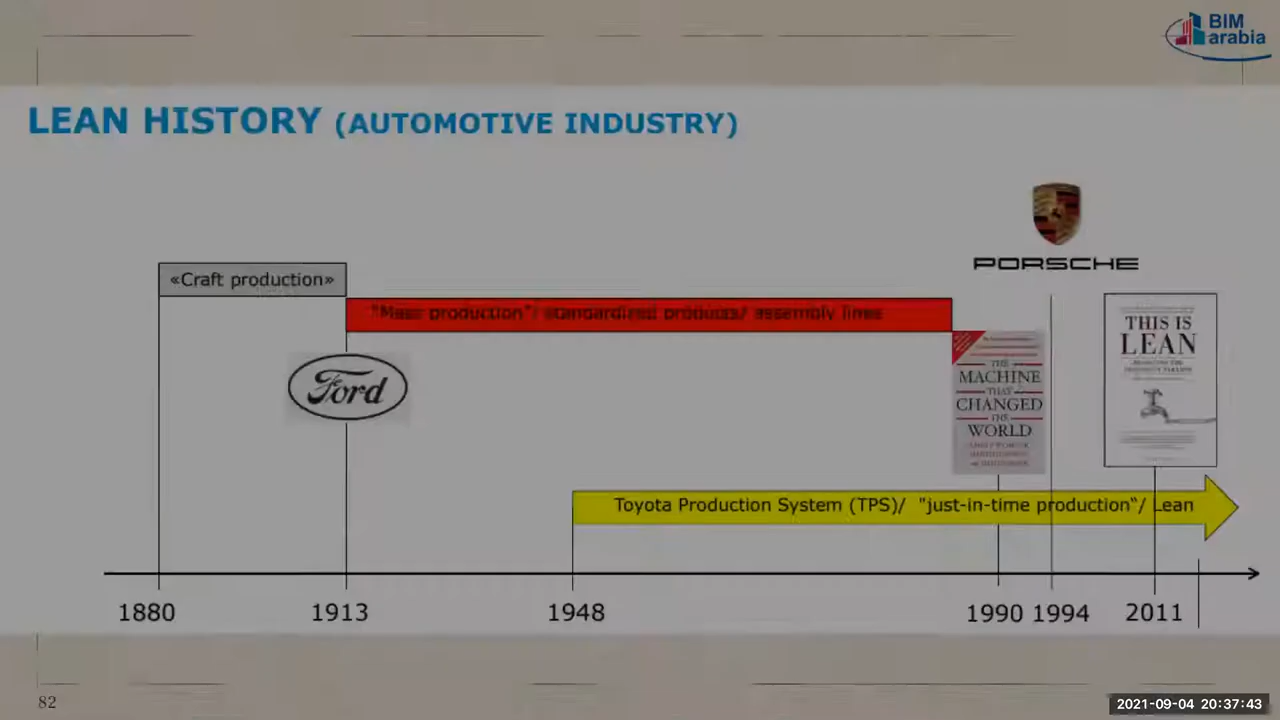 BIM
arabia
LEAN HISTORY (AUTOMOTIVE INDUSTRY)
PORSCHE
«Craft production»
"Mass production"/ standardized products/ assembly lines
THIS IS
LEAN
Ford
THE
MACHINE
THAT
CHANGED
THE
WORLD
Toyota Production System (TPS)/ "just-in-time production“/ Lean
1880
1913
1948
1990
1994
2011
82
2021-09-04 20:37:43